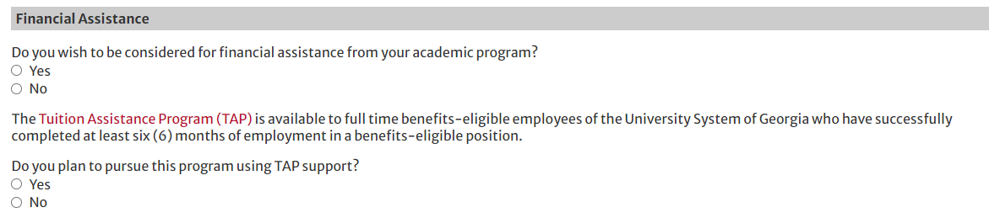 Financial Assistance
Do you wish to be considered for financial assistance from your academic program?
Yes
No
The Tuition Assistance Program (TAP) is available to full time benefits-eligible employees of the University System of Georgia who have successfully
completed at least six (6) months of employment in a benefits-eligible position.
Do you plan to pursue this program using TAP support?
Yes
No